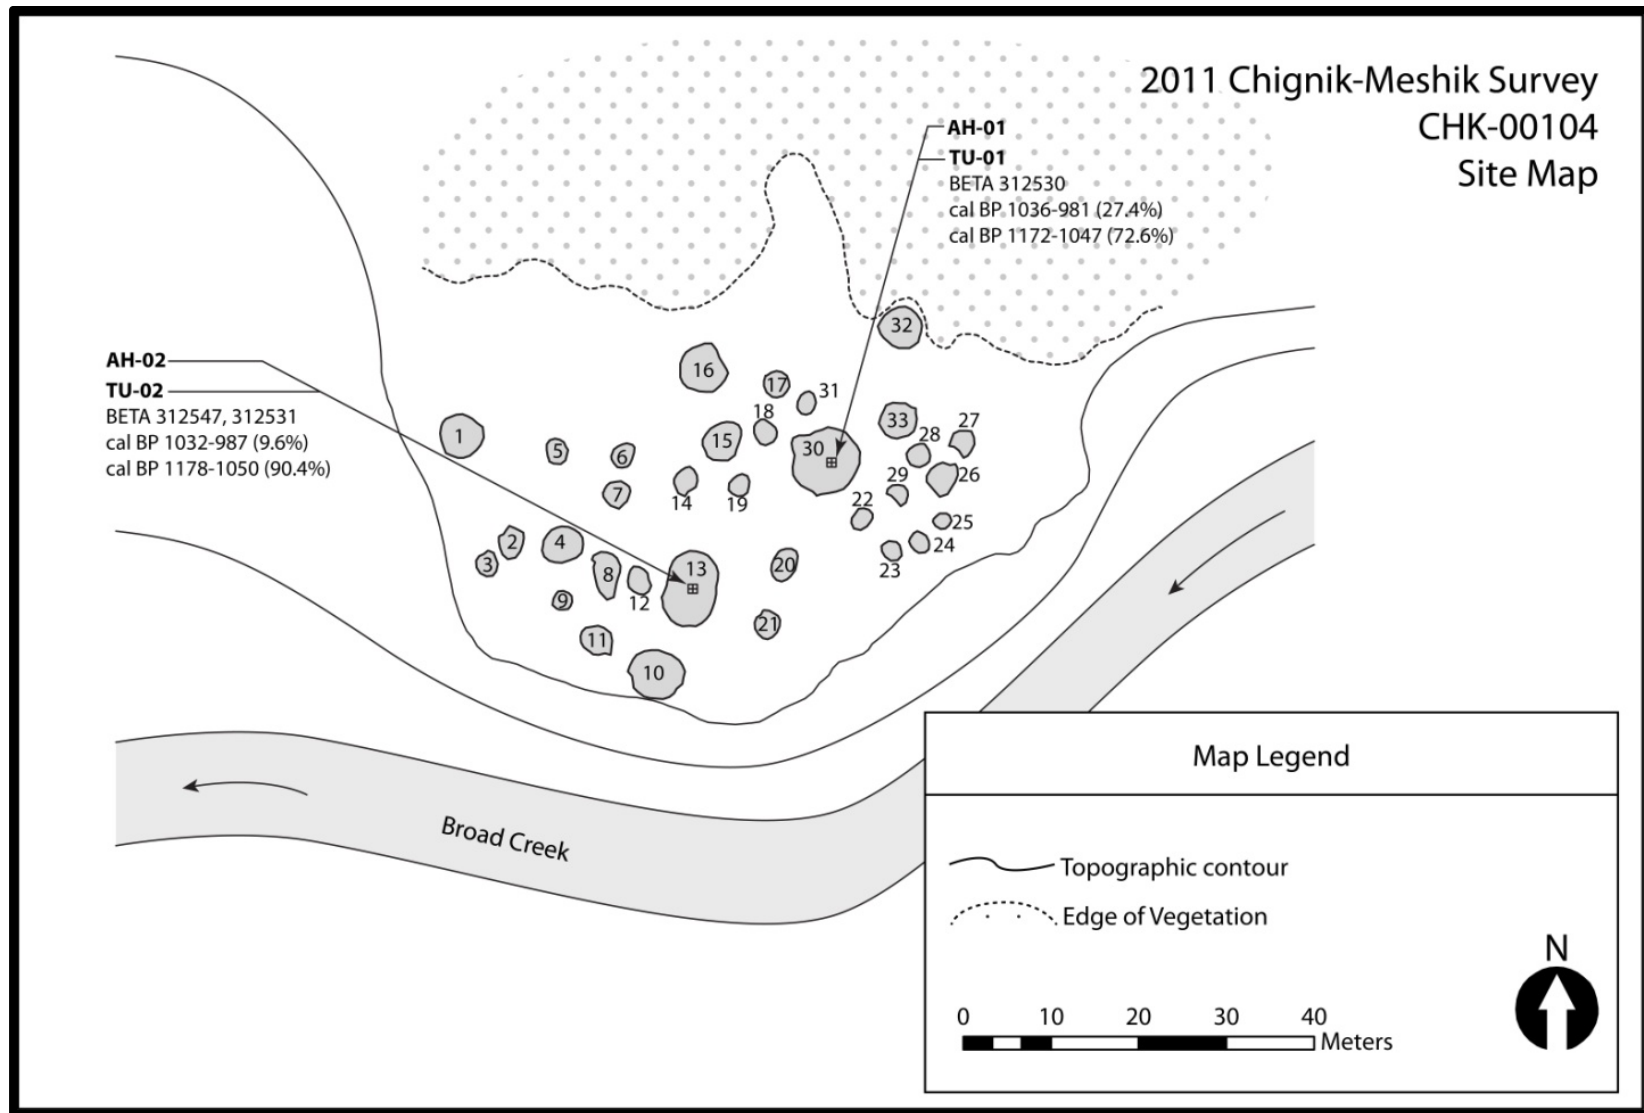 2011 Chignik-Meshik Survey
CHK-00104
Site Map
AH-01
TU-01
BETA 312530
cal BP 1036-981 (27.4%)
cal BP 1172-1047 (72.6%)
AH-02
TU-02
BETA 312547, 312531
cal BP 1032-987 (9.6%)
cal BP 1178-1050 (90.4%)
32
16
17
31
18
33
27
1
15
30
28
5
6
26
29
7
14
19
22
25
2
4
24
3
8
13
20
23
9
12
11
21
10
Broad Creek
Map Legend
Topographic contour
Edge of Vegetation
N
0 10 20 30 40
Meters